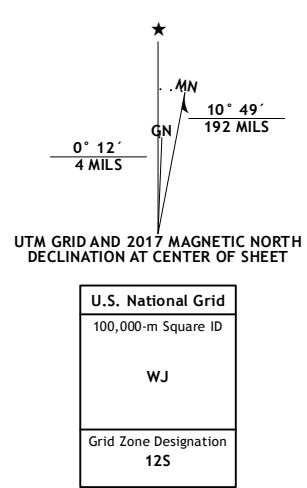 ★
MN
10° 49´
192 MILS
GN
0° 12´
4 MILS
UTM GRID AND 2017 MAGNETIC NORTH
DECLINATION AT CENTER OF SHEET
U.S. National Grid
100,000-m Square ID
WJ
Grid Zone Designation
12S